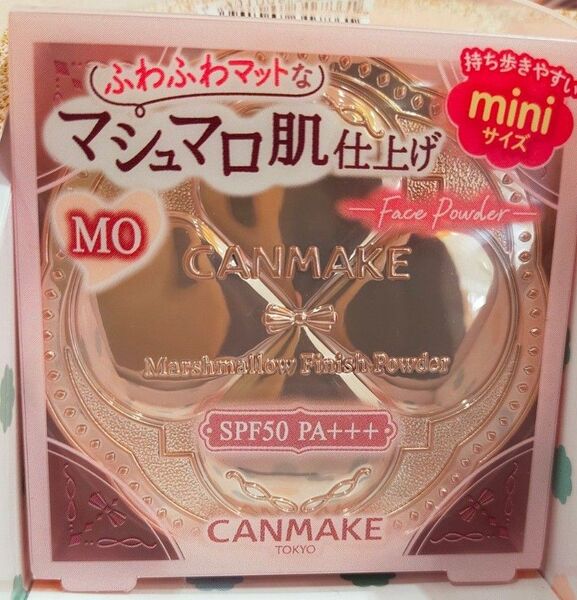 ふわふわマットな
マシュマロ肌仕上げ
持ち歩きやすい
mini
サイズ
MO
Face Powder
CANMAKE
Marshmallow Finish Powder
SPF50 PA+++
CANMAKE
TOKYO